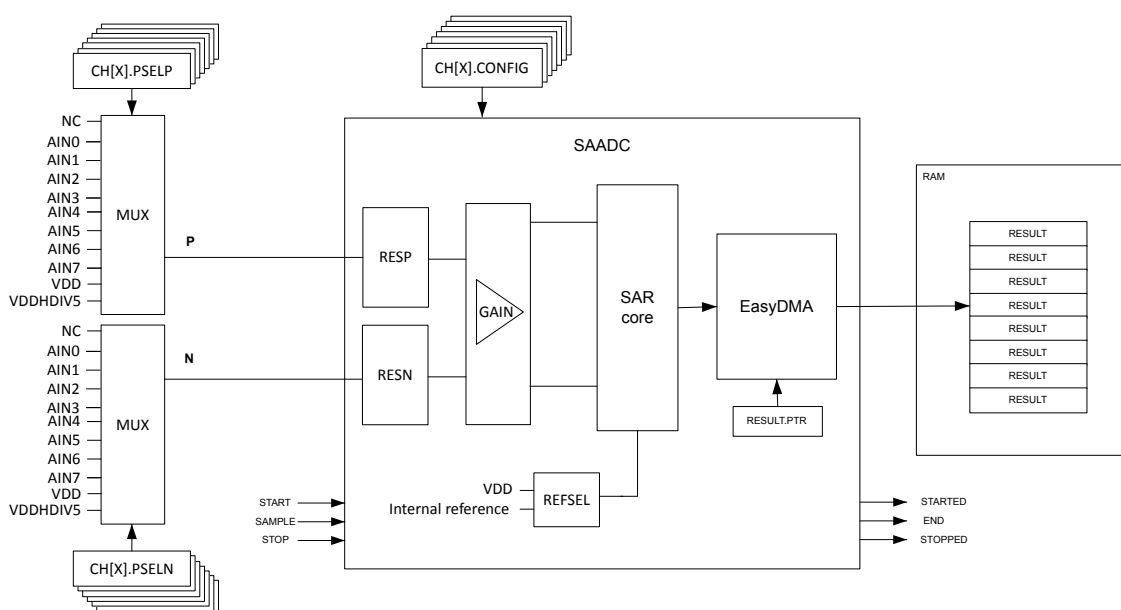 CH[X].PSELP
CH[X].CONFIG
NC
AIN0
AIN1
AIN2
AIN3
AIN4
AIN5
AIN6
AIN7
VDD
VDDHDIV5
MUX
P
NC
AIN0
AIN1
AIN2
AIN3
AIN4
AIN5
AIN6
AIN7
VDD
VDDHDIV5
MUX
N
CH[X].PSELN
SAADC
RESP
RESN
GAIN
SAR
core
EasyDMA
RESULT.PTR
VDD
Internal reference
REFSEL
START
SAMPLE
STOP
STARTED
END
STOPPED
RAM
RESULT
RESULT
RESULT
RESULT
RESULT
RESULT
RESULT
RESULT